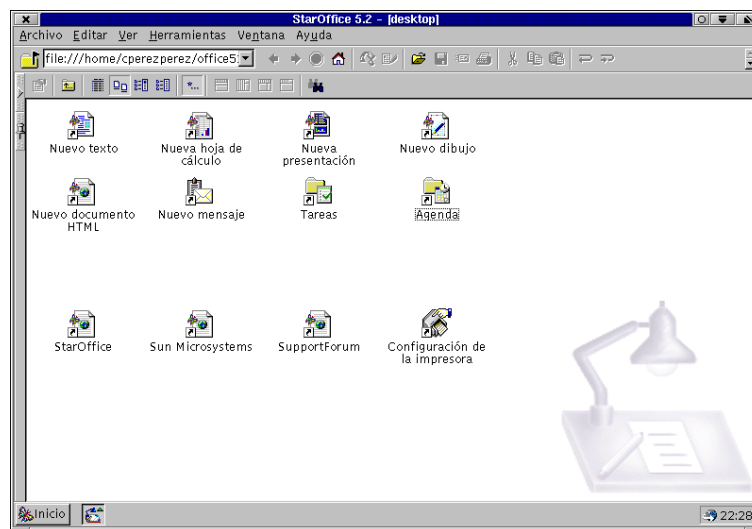 StarOffice 5.2 - [desktop]
Archivo Editar Ver Herramientas Ventana Ayuda
file:///home/cperezperez/office5
Nuevo texto
Nueva hoja de
cálculo
Nueva
presentación
Nuevo dibujo
Nuevo documento
HTML
Nuevo mensaje
Tareas
Agenda
StarOffice
Sun Microsystems
SupportForum
Configuración de
la impresora
Inicio
22:28